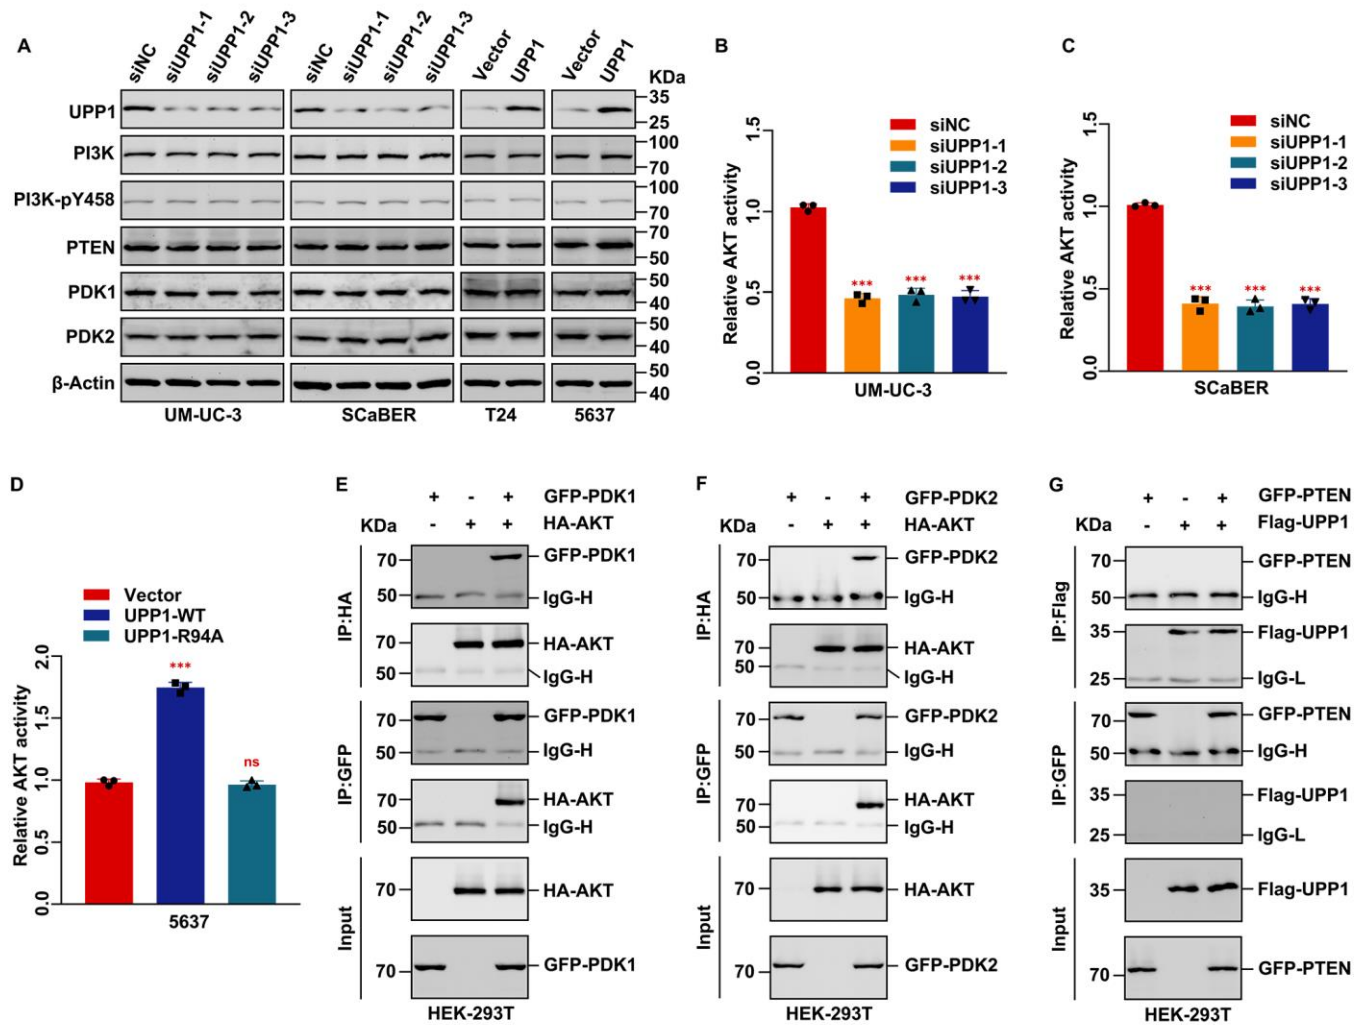 A
siNC siUPP1-1 siUPP1-2 siUPP1-3 siNC siUPP1-1 siUPP1-2 siUPP1-3 Vector UPP1 Vector UPP1 KDa
UPP1 35 25
PI3K 100 70
PI3K-pY458 100 70
PTEN 70 50
PDK1 50 40
PDK2 50 40
β-Actin 50 40
UM-UC-3 SCaBER T24 5637
B
Relative AKT activity
1.5
1.0
0.5
0.0
siNC
siUPP1-1
siUPP1-2
siUPP1-3
*** *** ***
UM-UC-3
C
Relative AKT activity
1.5
1.0
0.5
0.0
siNC
siUPP1-1
siUPP1-2
siUPP1-3
*** *** ***
SCaBER
D
Vector
UPP1-WT
UPP1-R94A
Relative AKT activity
2.0
1.5
1.0
0.5
0.0
*** ns
5637
E
+ - + GFP-PDK1
KDa - + + HA-AKT
IP:HA
70 GFP-PDK1
50 IgG-H
70 HA-AKT
50 IgG-H
IP:GFP
70 GFP-PDK1
50 IgG-H
70 HA-AKT
50 IgG-H
Input
70 HA-AKT
70 GFP-PDK1
HEK-293T
F
+ - + GFP-PDK2
KDa - + + HA-AKT
IP:HA
70 GFP-PDK2
50 IgG-H
70 HA-AKT
50 IgG-H
IP:GFP
70 GFP-PDK2
50 IgG-H
70 HA-AKT
50 IgG-H
Input
70 HA-AKT
70 GFP-PDK2
HEK-293T
G
+ - + GFP-PTEN
KDa - + + Flag-UPP1
IP:Flag
70 GFP-PTEN
50 IgG-H
35 Flag-UPP1
25 IgG-L
IP:GFP
70 GFP-PTEN
50 IgG-H
35 Flag-UPP1
25 IgG-L
Input
35 Flag-UPP1
70 GFP-PTEN
HEK-293T